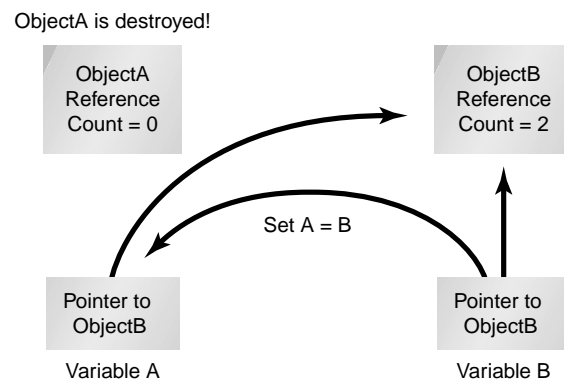 ObjectA is destroyed!
ObjectA
Reference
Count = 0
ObjectB
Reference
Count = 2
Set A = B
Pointer to
ObjectB
Variable A
Pointer to
ObjectB
Variable B